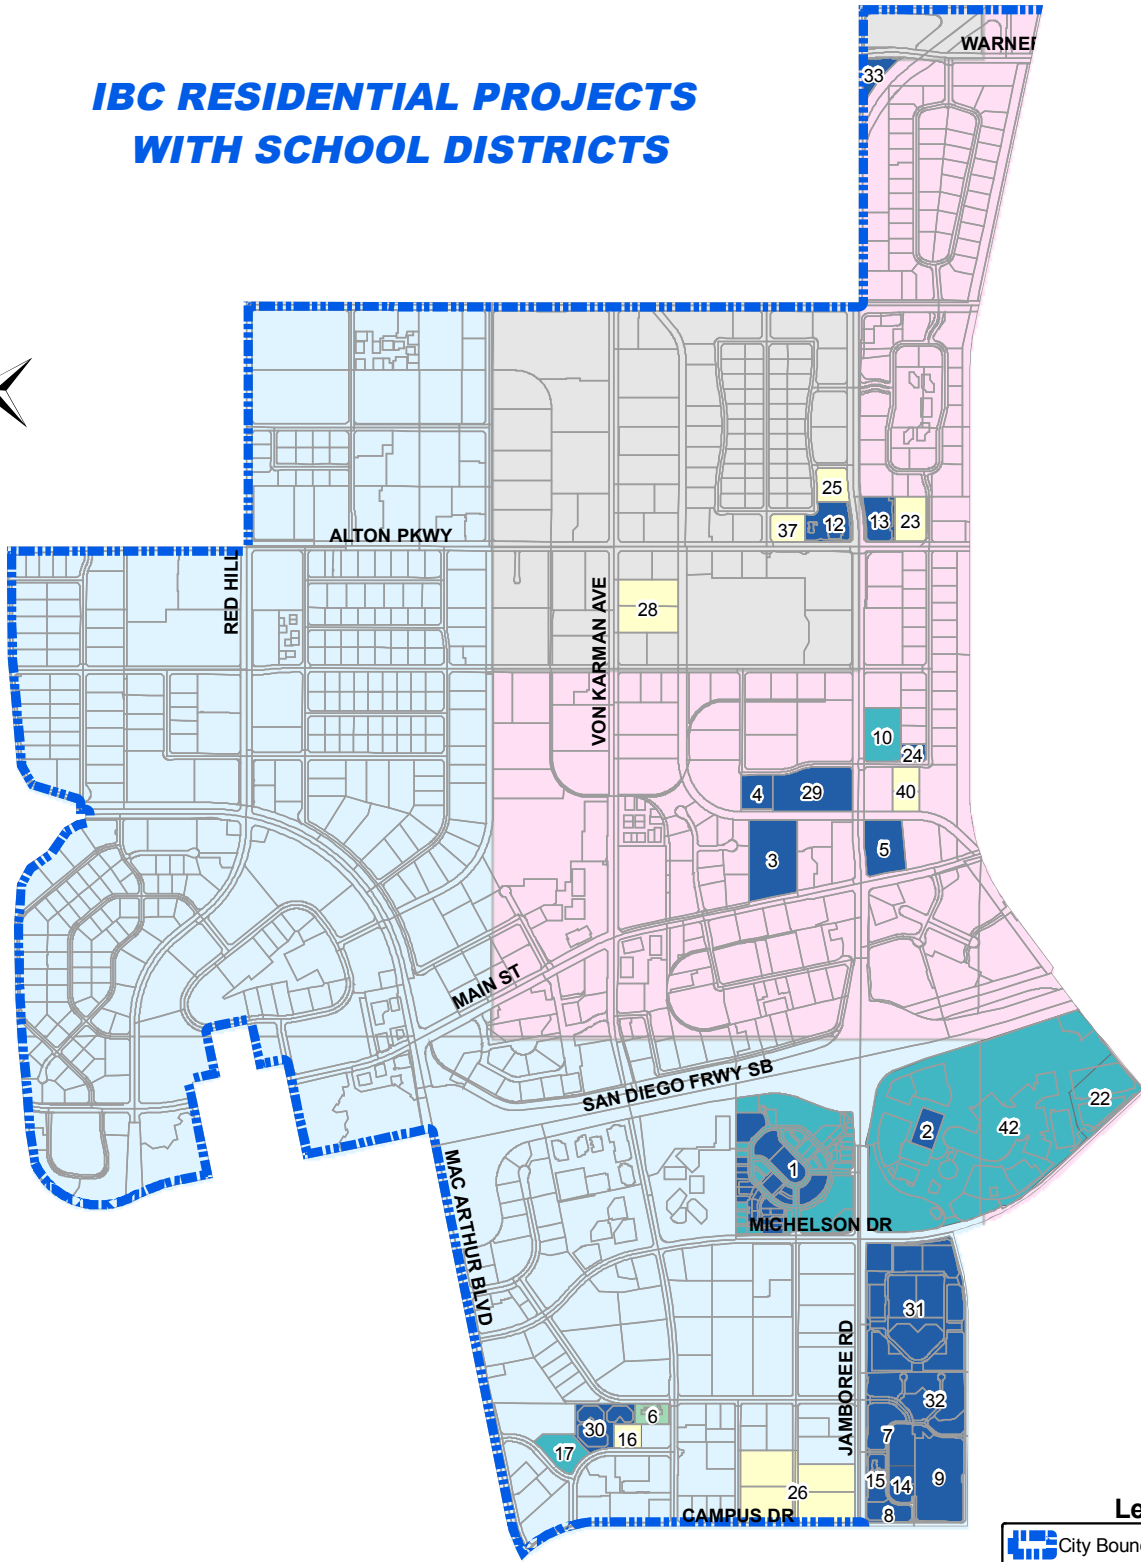 IBC RESIDENTIAL PROJECTS
WITH SCHOOL DISTRICTS
WARNER
33
25
37
12
13
23
ALTON PKWY
RED HILL
VON KARMAN AVE
28
10
24
4
29
40
3
5
MAIN ST
SAN DIEGO FRWY SB
22
42
2
1
MICHELSON DR
MAC ARTHUR BLVD
31
JAMBOREE RD
32
6
30
16
7
17
15
14
9
26
8
CAMPUS DR
Le
City Boun